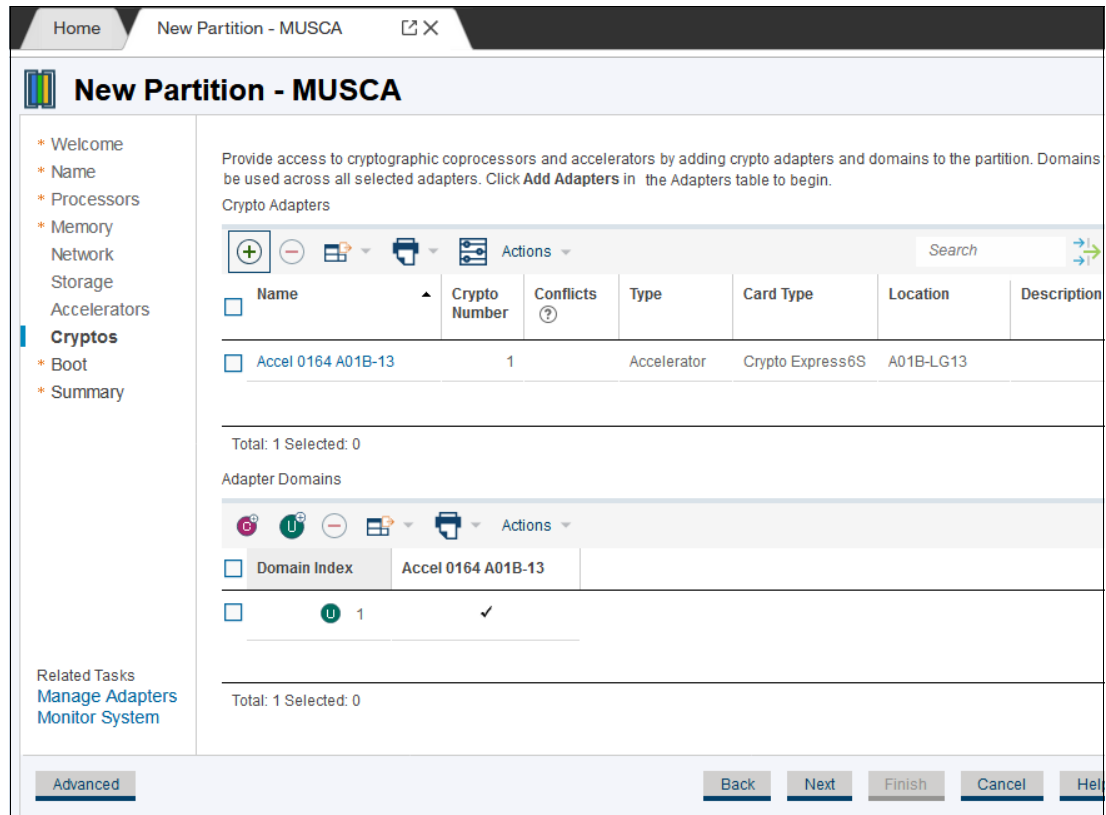 Home
New Partition - MUSCA
New Partition - MUSCA
* Welcome
* Name
* Processors
* Memory
Network
Storage
Accelerators
Cryptos
* Boot
* Summary
Related Tasks
Manage Adapters
Monitor System
Provide access to cryptographic coprocessors and accelerators by adding crypto adapters and domains to the partition. Domains
be used across all selected adapters. Click Add Adapters in the Adapters table to begin.
Crypto Adapters
Actions
Search
Name Crypto Number Conflicts ? Type Card Type Location Description
Accel 0164 A01B-13 1 Accelerator Crypto Express6S A01B-LG13
Total: 1 Selected: 0
Adapter Domains
C U Actions
Domain Index Accel 0164 A01B-13
U 1 ✓
Total: 1 Selected: 0
Advanced Back Next Finish Cancel Help